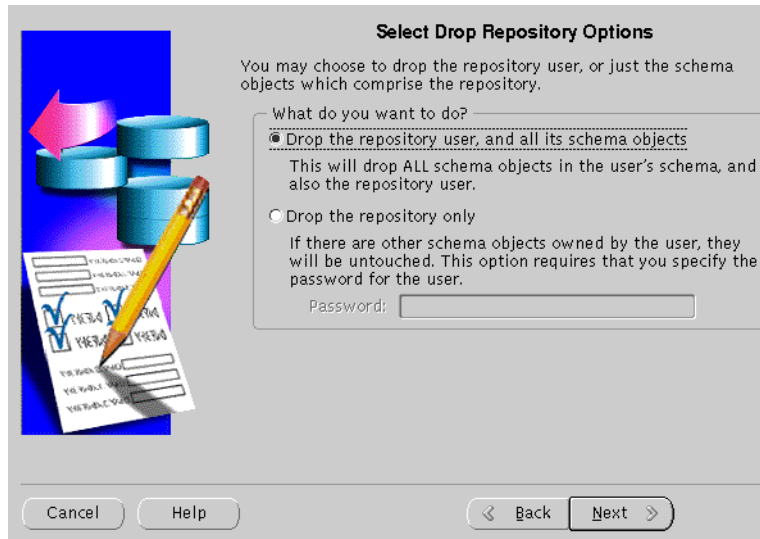 Select Drop Repository Options
You may choose to drop the repository user, or just the schema
objects which comprise the repository.
What do you want to do?
Drop the repository user, and all its schema objects
This will drop ALL schema objects in the user's schema, and
also the repository user.
Drop the repository only
If there are other schema objects owned by the user, they
will be untouched. This option requires that you specify the
password for the user.
Password:
Cancel
Help
Back
Next